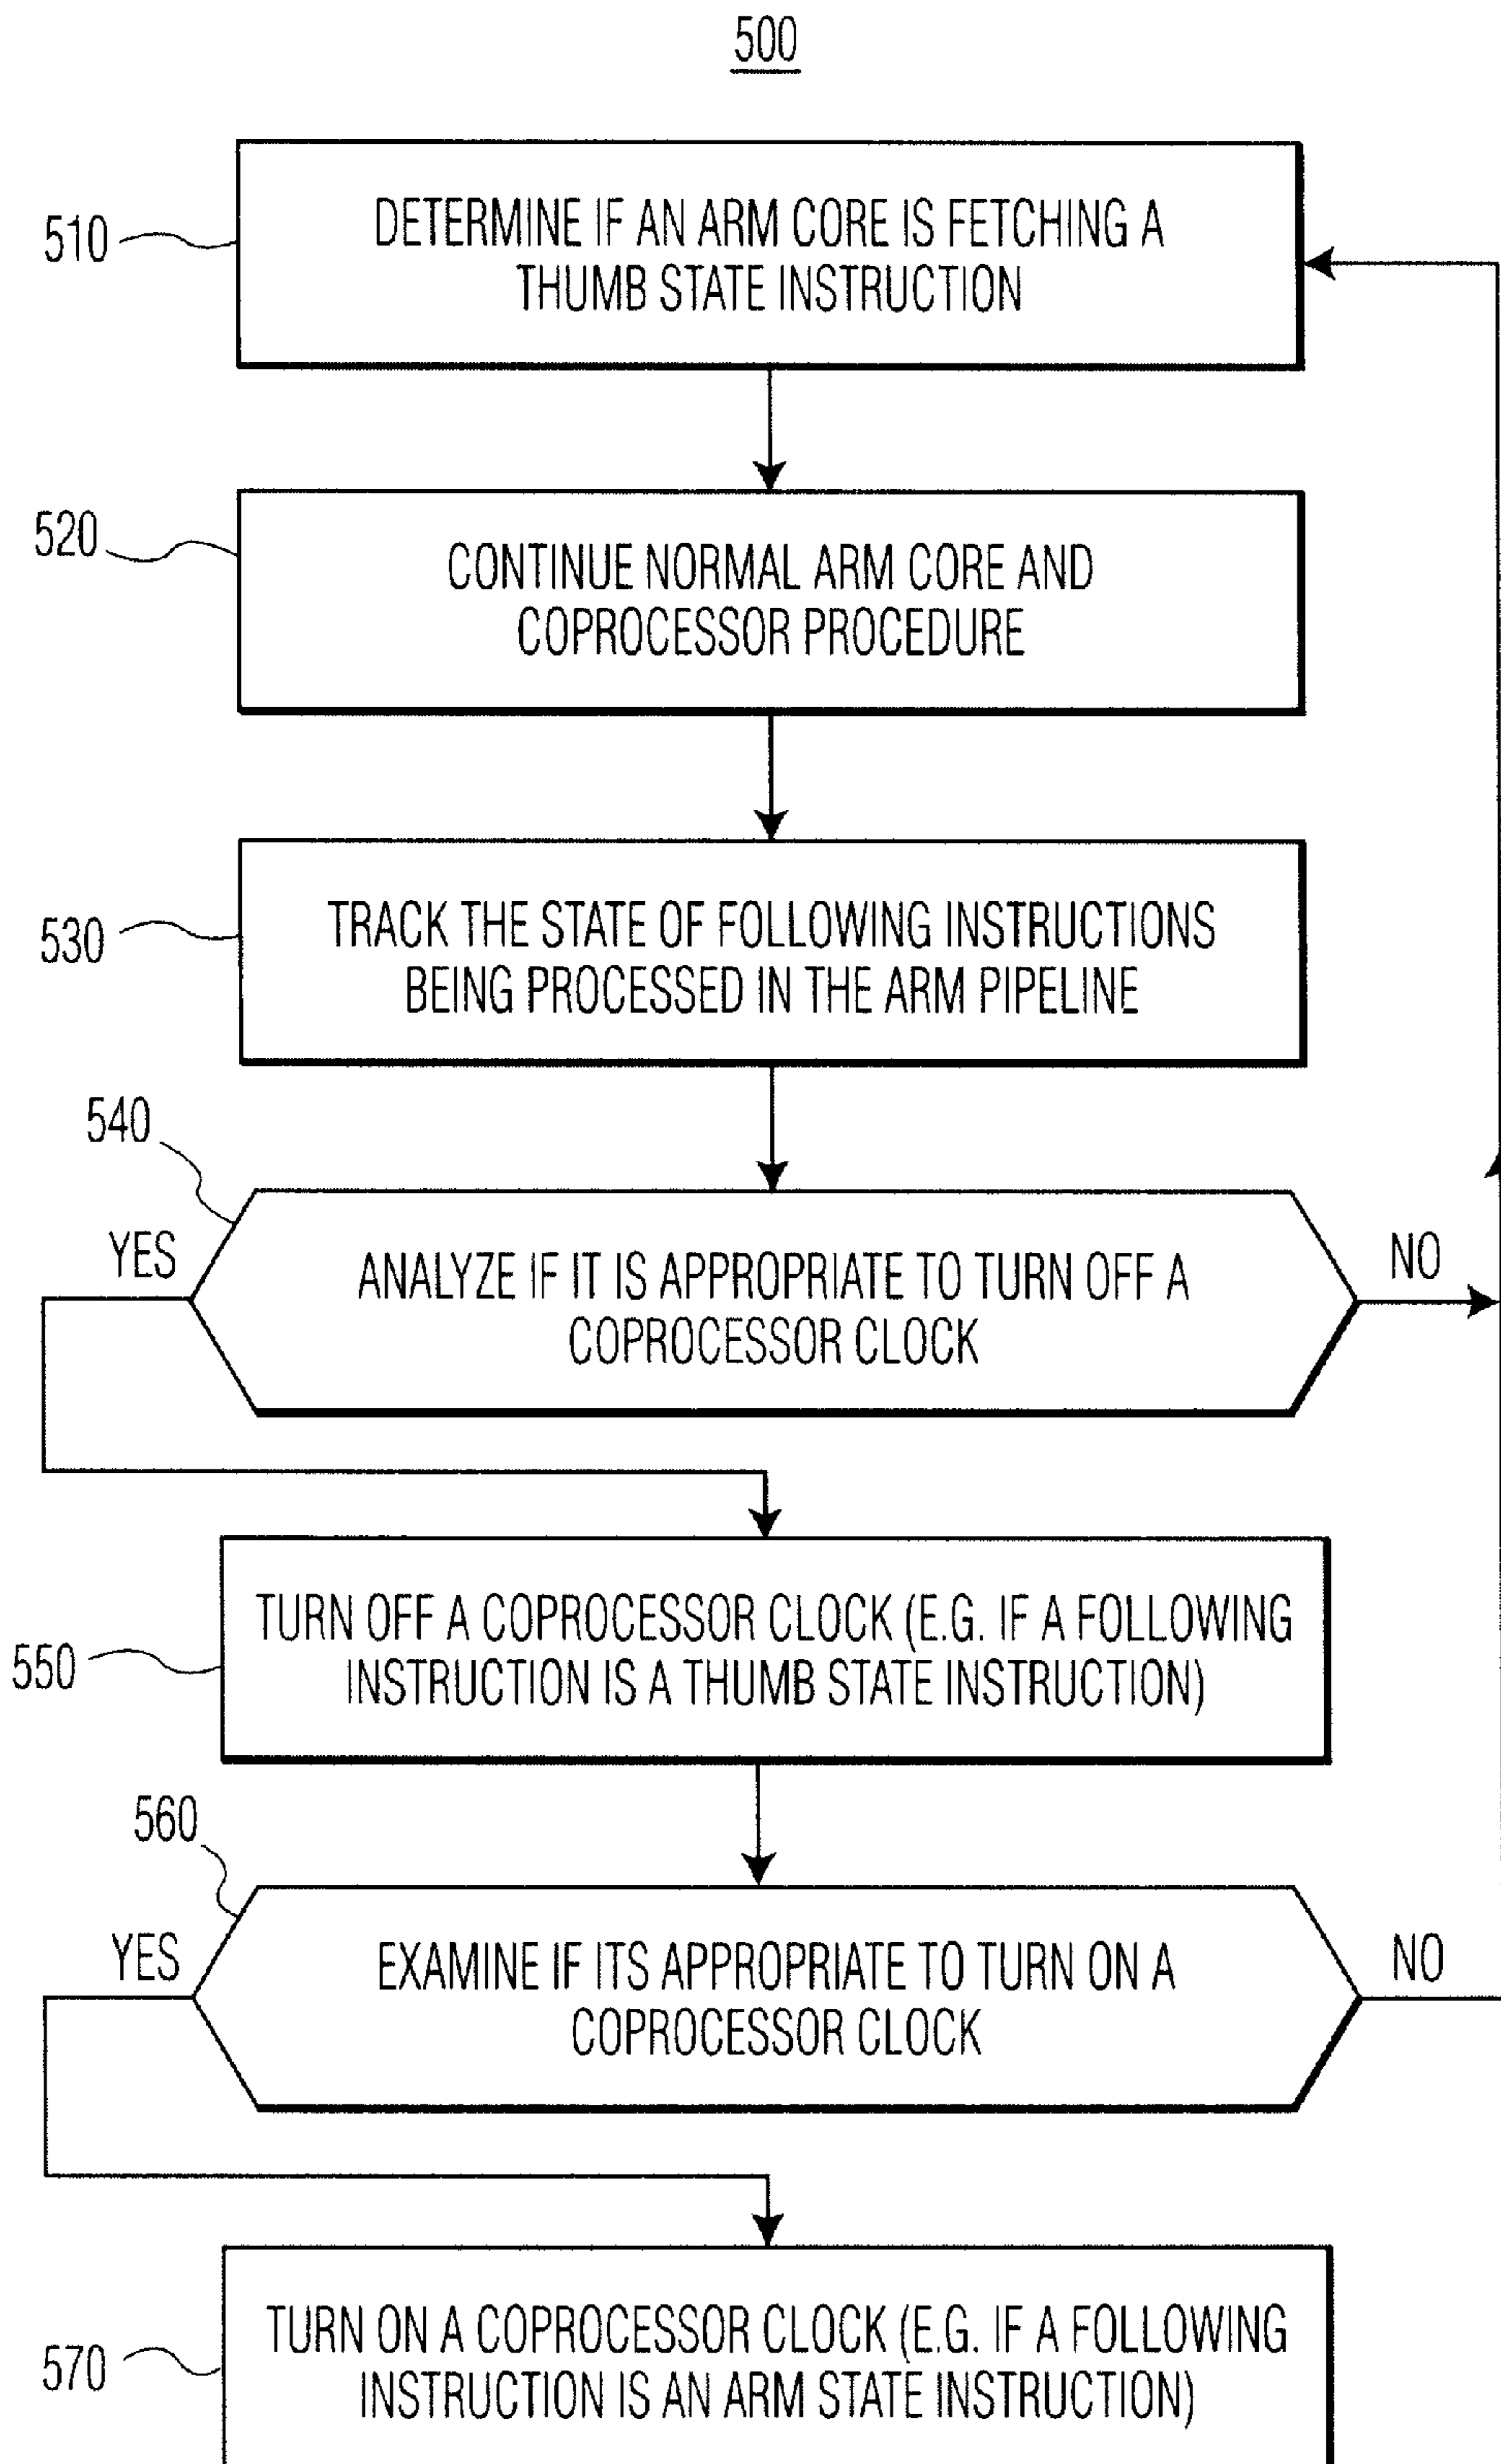 500
510
DETERMINE IF AN ARM CORE IS FETCHING A
THUMB STATE INSTRUCTION
520
CONTINUE NORMAL ARM CORE AND
COPROCESSOR PROCEDURE
530
TRACK THE STATE OF FOLLOWING INSTRUCTIONS
BEING PROCESSED IN THE ARM PIPELINE
540
YES
ANALYZE IF IT IS APPROPRIATE TO TURN OFF A
COPROCESSOR CLOCK
NO
550
TURN OFF A COPROCESSOR CLOCK (E.G. IF A FOLLOWING
INSTRUCTION IS A THUMB STATE INSTRUCTION)
560
YES
EXAMINE IF ITS APPROPRIATE TO TURN ON A
COPROCESSOR CLOCK
NO
570
TURN ON A COPROCESSOR CLOCK (E.G. IF A FOLLOWING
INSTRUCTION IS AN ARM STATE INSTRUCTION)